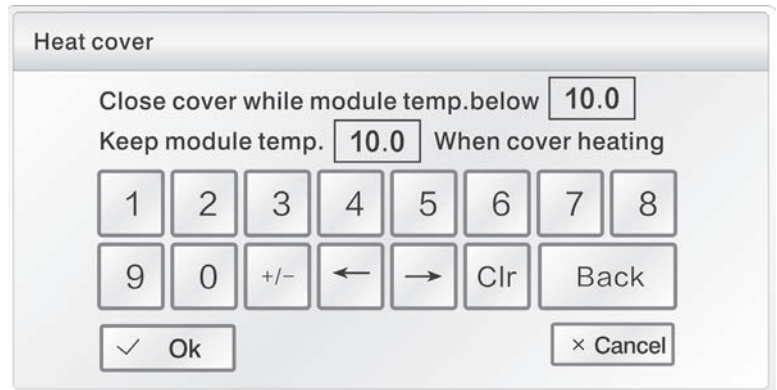 Heat cover
Close cover while module temp.below 10.0
Keep module temp. 10.0 When cover heating
1 2 3 4 5 6 7 8
9 0 +/− ← → Clr Back
✓ Ok × Cancel